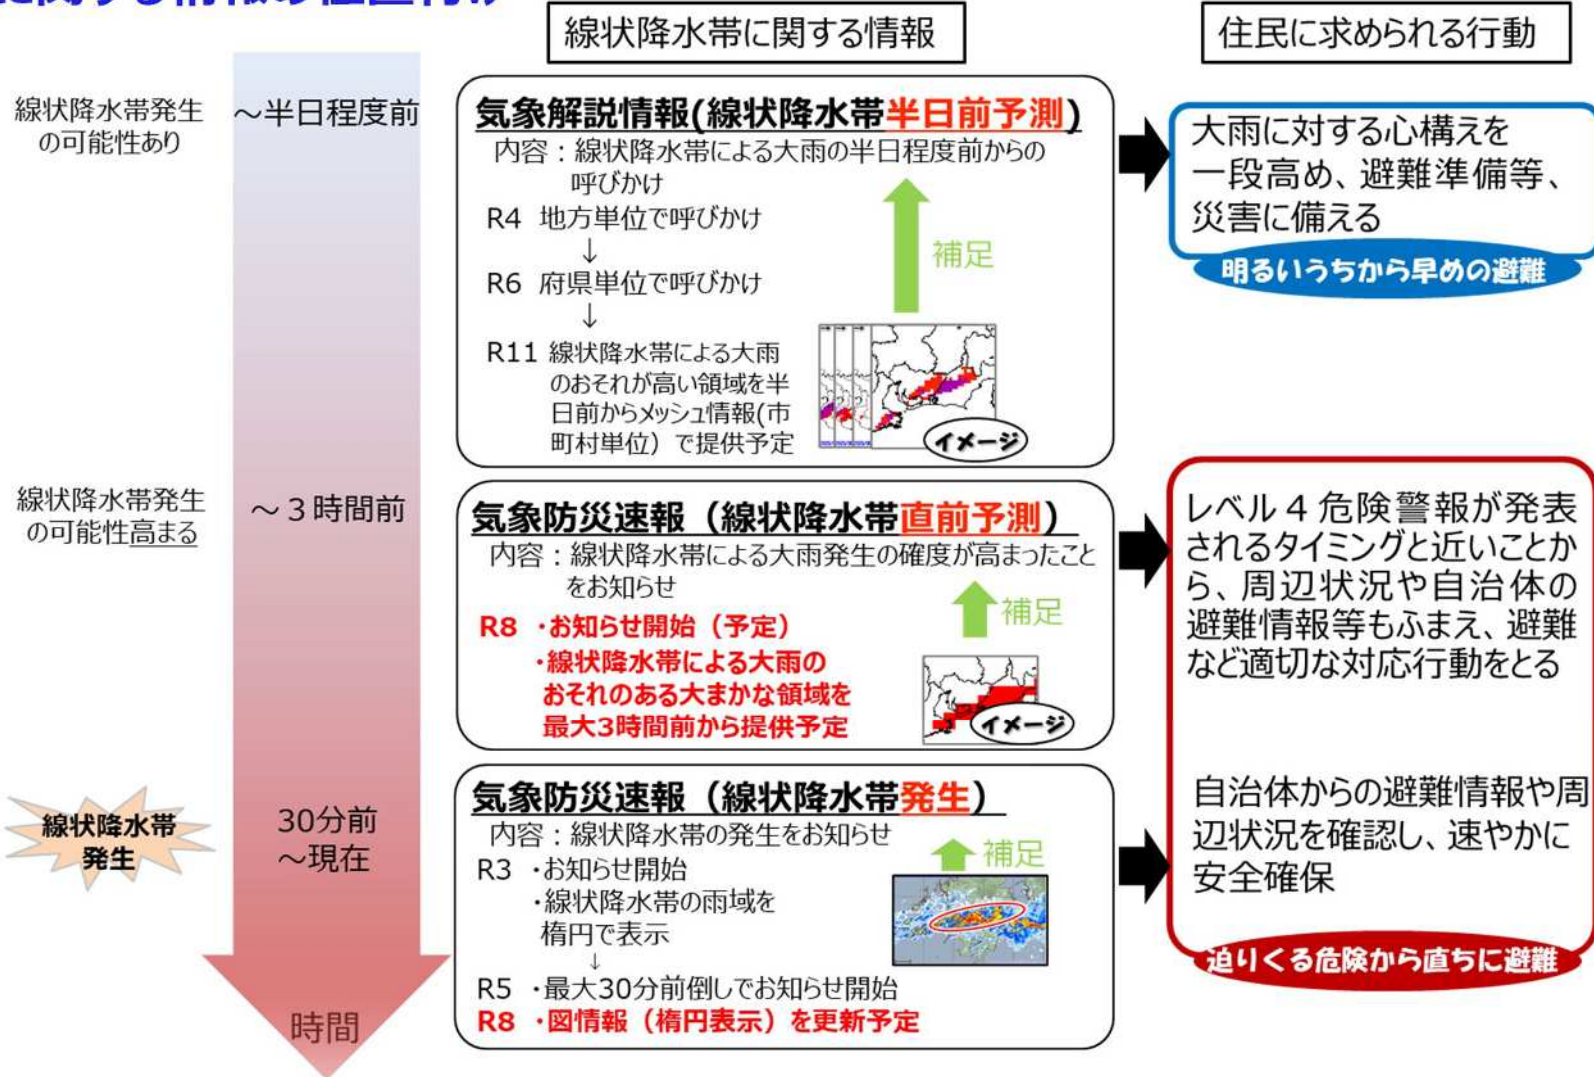 に関する情報の位置付け
線状降水帯に関する情報
住民に求められる行動
線状降水帯発生
の可能性あり
～半日程度前
気象解説情報(線状降水帯半日前予測)
内容：線状降水帯による大雨の半日程度前からの
呼びかけ
R4 地方単位で呼びかけ
↓
R6 府県単位で呼びかけ
↓
R11 線状降水帯による大雨
のおそれが高い領域を半
日前からメッシュ情報(市
町村単位）で提供予定
補足
イメージ
大雨に対する心構えを
一段高め、避難準備等、
災害に備える
明るいうちから早めの避難
線状降水帯発生
の可能性高まる
～３時間前
気象防災速報（線状降水帯直前予測）
内容：線状降水帯による大雨発生の確度が高まったこと
をお知らせ
R8 ・お知らせ開始（予定）
・線状降水帯による大雨の
おそれのある大まかな領域を
最大3時間前から提供予定
補足
イメージ
レベル４危険警報が発表
されるタイミングと近いことか
ら、周辺状況や自治体の
避難情報等もふまえ、避難
など適切な対応行動をとる
線状降水帯
発生
30分前
～現在
気象防災速報（線状降水帯発生）
内容：線状降水帯の発生をお知らせ
R3 ・お知らせ開始
・線状降水帯の雨域を
楕円で表示
↓
R5 ・最大30分前倒しでお知らせ開始
R8 ・図情報（楕円表示）を更新予定
補足
自治体からの避難情報や周
辺状況を確認し、速やかに
安全確保
迫りくる危険から直ちに避難
時間